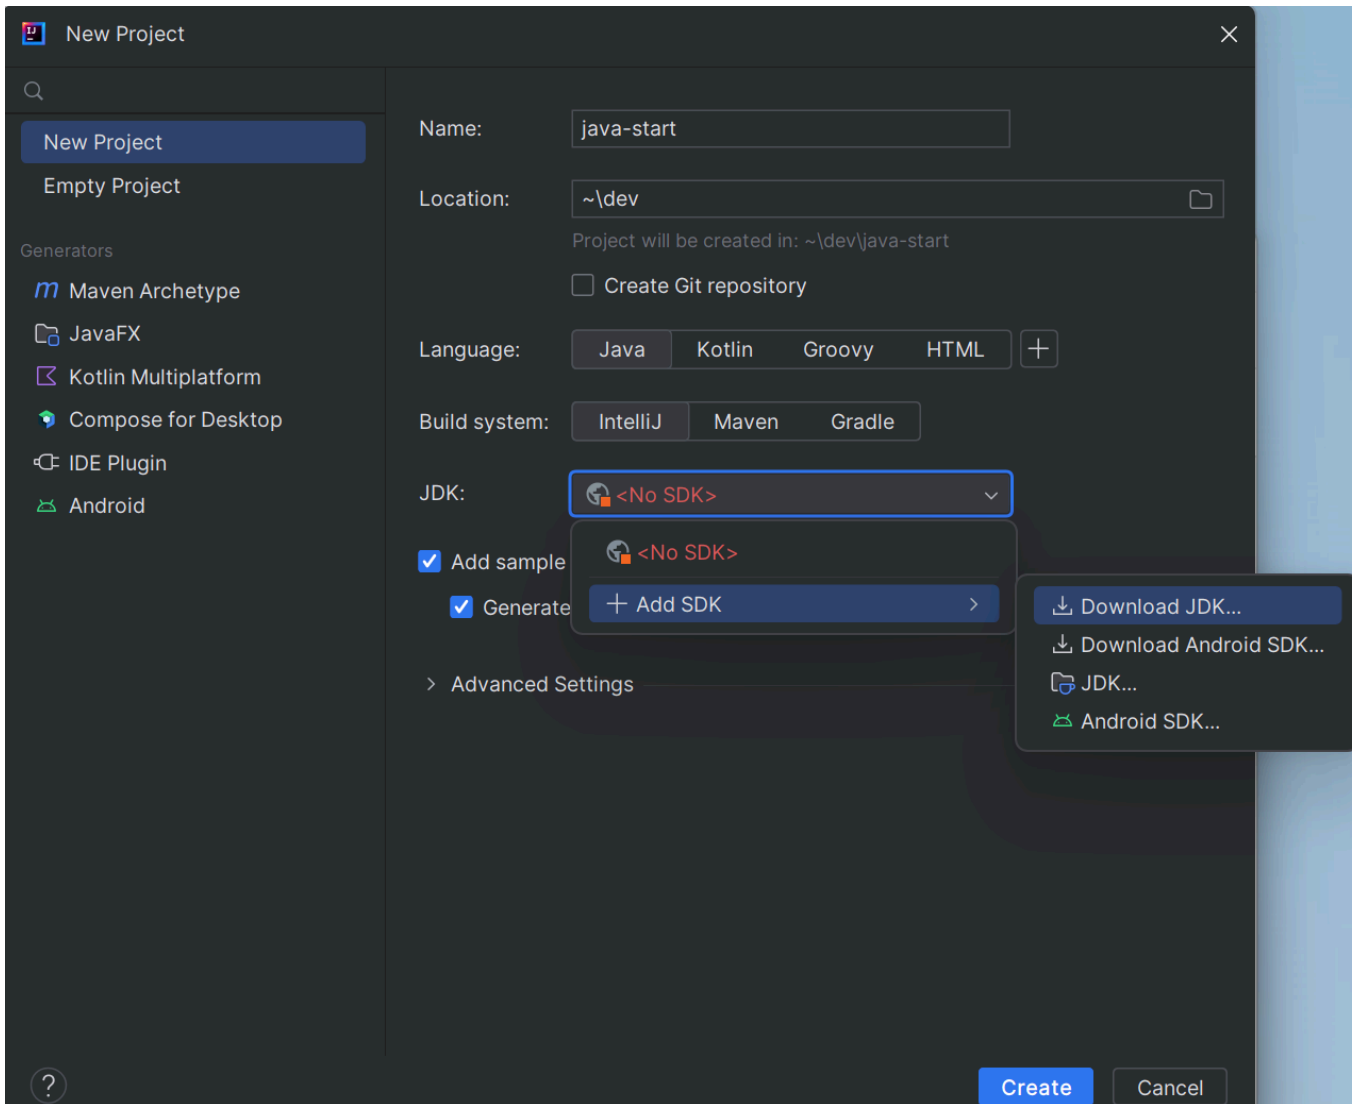 New Project
New Project
Empty Project
Generators
Maven Archetype
JavaFX
Kotlin Multiplatform
Compose for Desktop
IDE Plugin
Android
Name: java-start
Location: ~\dev
Project will be created in: ~\dev\java-start
Create Git repository
Language: Java Kotlin Groovy HTML
Build system: IntelliJ Maven Gradle
JDK: <No SDK>
<No SDK>
Add sample
+ Add SDK
Generate
Download JDK...
Download Android SDK...
JDK...
Android SDK...
Advanced Settings
? Create Cancel